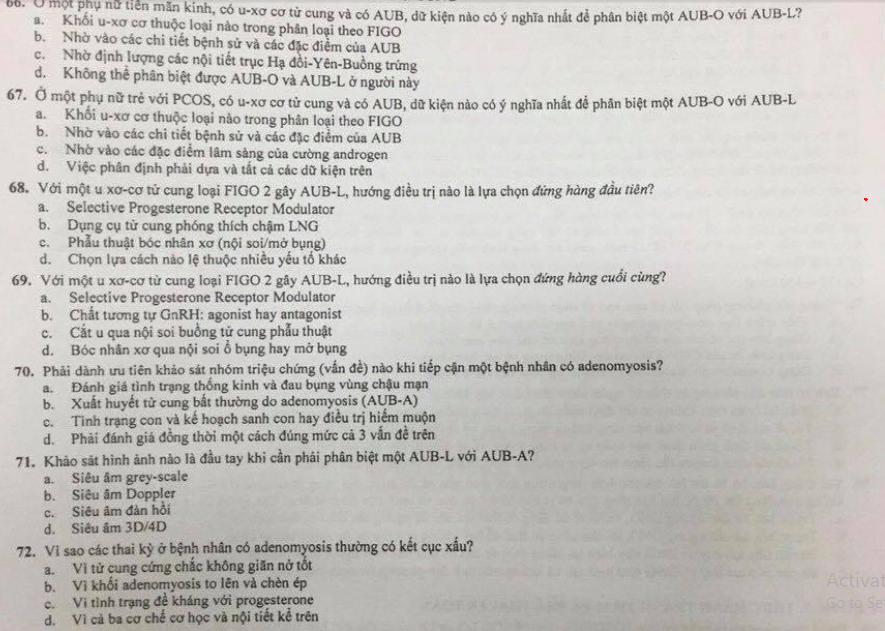 66. Ở một phụ nữ tiền mãn kinh, có u-xơ cơ tử cung và có AUB, dữ kiện nào có ý nghĩa nhất để phân biệt một AUB-O với AUB-L?
a. Khối u-xơ cơ thuộc loại nào trong phân loại theo FIGO
b. Nhờ vào các chi tiết bệnh sử và các đặc điểm của AUB
c. Nhờ định lượng các nội tiết trục Hạ đồi-Yên-Buồng trứng
d. Không thể phân biệt được AUB-O và AUB-L ở người này
67. Ở một phụ nữ trẻ với PCOS, có u-xơ cơ tử cung và có AUB, dữ kiện nào có ý nghĩa nhất để phân biệt một AUB-O với AUB-L
a. Khối u-xơ cơ thuộc loại nào trong phân loại theo FIGO
b. Nhờ vào các chi tiết bệnh sử và các đặc điểm của AUB
c. Nhờ vào các đặc điểm lâm sàng của cường androgen
d. Việc phân định phải dựa và tất cả các dữ kiện trên
68. Với một u xơ-cơ tử cung loại FIGO 2 gây AUB-L, hướng điều trị nào là lựa chọn đứng hàng đầu tiên?
a. Selective Progesterone Receptor Modulator
b. Dụng cụ tử cung phóng thích chậm LNG
c. Phẫu thuật bóc nhân xơ (nội soi/mở bụng)
d. Chọn lựa cách nào lệ thuộc nhiều yếu tố khác
69. Với một u xơ-cơ tử cung loại FIGO 2 gây AUB-L, hướng điều trị nào là lựa chọn đứng hàng cuối cùng?
a. Selective Progesterone Receptor Modulator
b. Chất tương tự GnRH: agonist hay antagonist
c. Cắt u qua nội soi buồng tử cung phẫu thuật
d. Bóc nhân xơ qua nội soi ổ bụng hay mở bụng
70. Phải dành ưu tiên khảo sát nhóm triệu chứng (vấn đề) nào khi tiếp cận một bệnh nhân có adenomyosis?
a. Đánh giá tình trạng thống kinh và đau bụng vùng chậu mạn
b. Xuất huyết tử cung bất thường do adenomyosis (AUB-A)
c. Tình trạng con và kế hoạch sanh con hay điều trị hiếm muộn
d. Phải đánh giá đồng thời một cách đúng mức cả 3 vấn đề trên
71. Khảo sát hình ảnh nào là đầu tay khi cần phải phân biệt một AUB-L với AUB-A?
a. Siêu âm grey-scale
b. Siêu âm Doppler
c. Siêu âm đàn hồi
d. Siêu âm 3D/4D
72. Vì sao các thai kỳ ở bệnh nhân có adenomyosis thường có kết cục xấu?
a. Vì tử cung cứng chắc không giãn nở tốt
b. Vì khối adenomyosis to lên và chèn ép
c. Vì tình trạng đề kháng với progesterone
d. Vì cả ba cơ chế cơ học và nội tiết kể trên
Activat
Go to Se